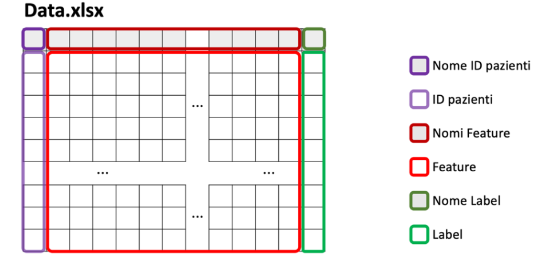 Data.xlsx
...
...
...
...
Nome ID pazienti
ID pazienti
Nomi Feature
Feature
Nome Label
Label